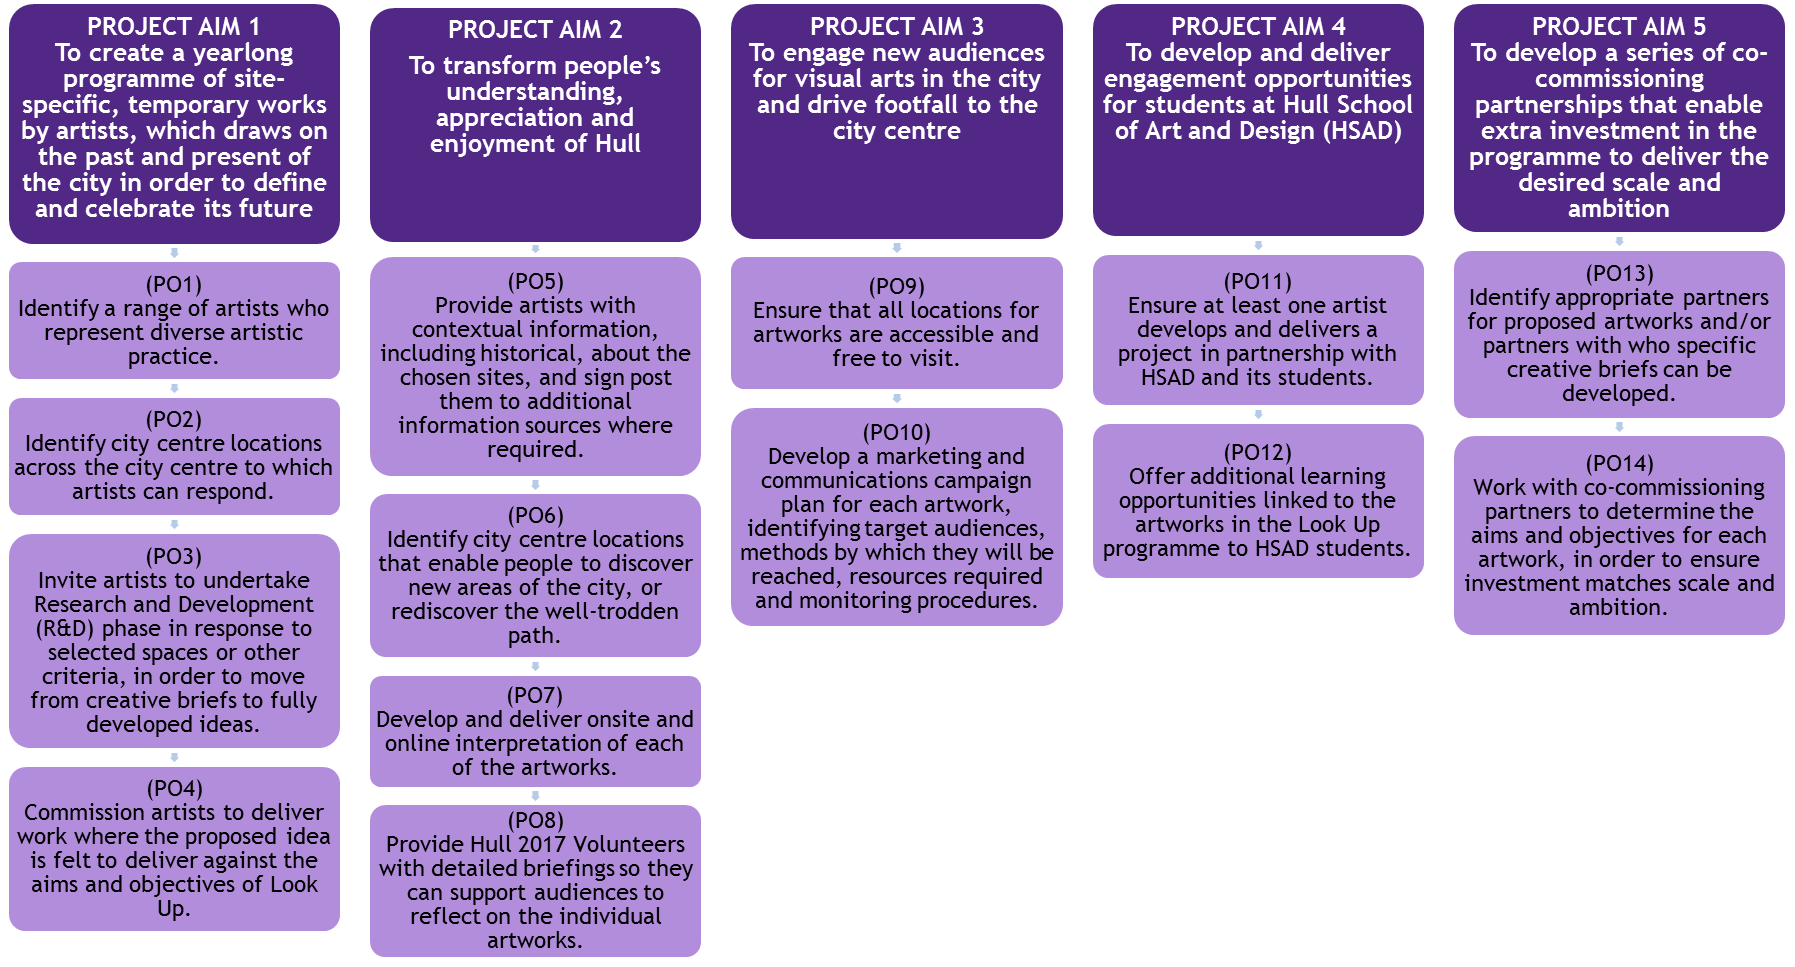 PROJECT AIM 1
To create a yearlong
programme of site-
specific, temporary works
by artists, which draws on
the past and present of
the city in order to define
and celebrate its future
(PO1)
Identify a range of artists who
represent diverse artistic
practice.
(PO2)
Identify city centre locations
across the city centre to which
artists can respond.
(PO3)
Invite artists to undertake
Research and Development
(R&D) phase in response to
selected spaces or other
criteria, in order to move
from creative briefs to fully
developed ideas.
(PO4)
Commission artists to deliver
work where the proposed idea
is felt to deliver against the
aims and objectives of Look
Up.
PROJECT AIM 2
To transform people’s
understanding,
appreciation and
enjoyment of Hull
(PO5)
Provide artists with
contextual information,
including historical, about the
chosen sites, and sign post
them to additional
information sources where
required.
(PO6)
Identify city centre locations
that enable people to discover
new areas of the city, or
rediscover the well-trodden
path.
(PO7)
Develop and deliver onsite and
online interpretation of each
of the artworks.
(PO8)
Provide Hull 2017 Volunteers
with detailed briefings so they
can support audiences to
reflect on the individual
artworks.
PROJECT AIM 3
To engage new audiences
for visual arts in the city
and drive footfall to the
city centre
(PO9)
Ensure that all locations for
artworks are accessible and
free to visit.
(PO10)
Develop a marketing and
communications campaign
plan for each artwork,
identifying target audiences,
methods by which they will be
reached, resources required
and monitoring procedures.
PROJECT AIM 4
To develop and deliver
engagement opportunities
for students at Hull School
of Art and Design (HSAD)
(PO11)
Ensure at least one artist
develops and delivers a
project in partnership with
HSAD and its students.
(PO12)
Offer additional learning
opportunities linked to the
artworks in the Look Up
programme to HSAD students.
PROJECT AIM 5
To develop a series of co-
commissioning
partnerships that enable
extra investment in the
programme to deliver the
desired scale and
ambition
(PO13)
Identify appropriate partners
for proposed artworks and/or
partners with who specific
creative briefs can be
developed.
(PO14)
Work with co-commissioning
partners to determine the
aims and objectives for each
artwork, in order to ensure
investment matches scale and
ambition.